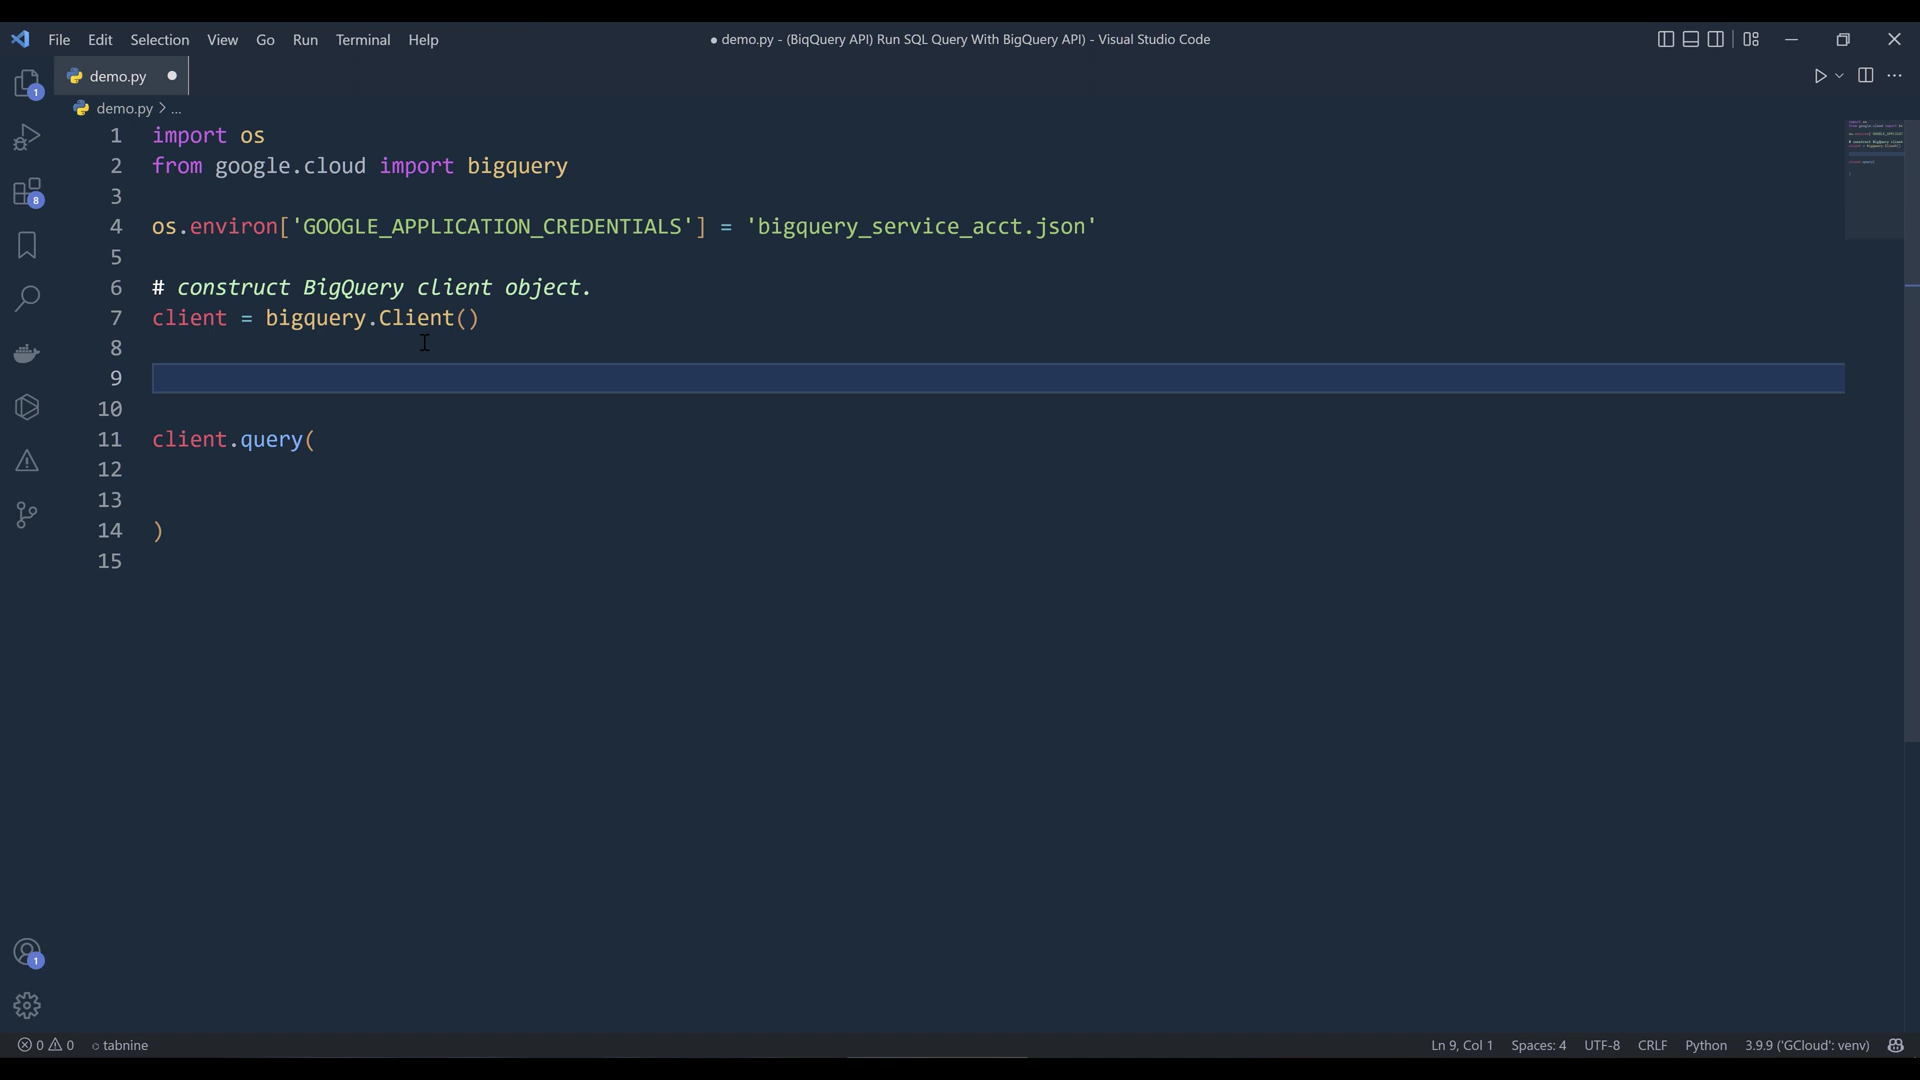 File Edit Selection View Go Run Terminal Help
● demo.py - (BiqQuery API) Run SQL Query With BigQuery API) - Visual Studio Code
demo.py ●
demo.py > ...
1 import os
2 from google.cloud import bigquery
3
4 os.environ['GOOGLE_APPLICATION_CREDENTIALS'] = 'bigquery_service_acct.json'
5
6 # construct BigQuery client object.
7 client = bigquery.Client()
8
9
10
11 client.query(
12
13
14 )
15
1
8
1
0 0 tabnine
Ln 9, Col 1 Spaces: 4 UTF-8 CRLF Python 3.9.9 ('GCloud': venv)